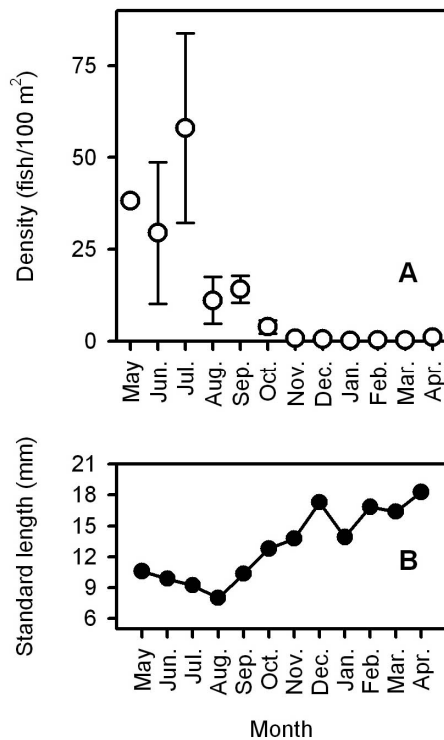 Density (fish/100 m²)
75
50
25
0
A
May
Jun.
Jul.
Aug.
Sep.
Oct.
Nov.
Dec.
Jan.
Feb.
Mar.
Apr.
Standard length (mm)
21
18
15
12
9
6
B
May
Jun.
Jul.
Aug.
Sep.
Oct.
Nov.
Dec.
Jan.
Feb.
Mar.
Apr.
Month